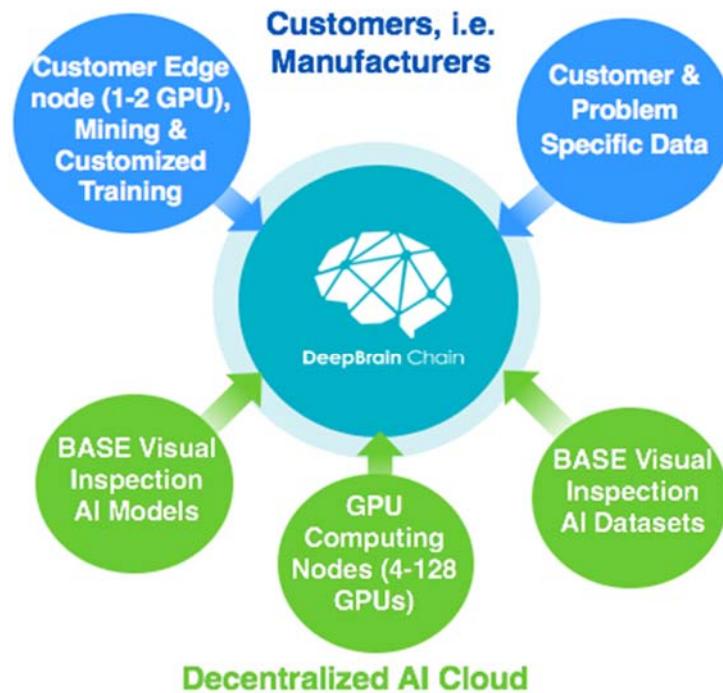 Customers, i.e.
Manufacturers
Customer Edge
node (1-2 GPU),
Mining &
Customized
Training
Customer &
Problem
Specific Data
DeepBrain Chain
BASE Visual
Inspection
AI Models
GPU
Computing
Nodes (4-128
GPUs)
BASE Visual
Inspection
AI Datasets
Decentralized AI Cloud